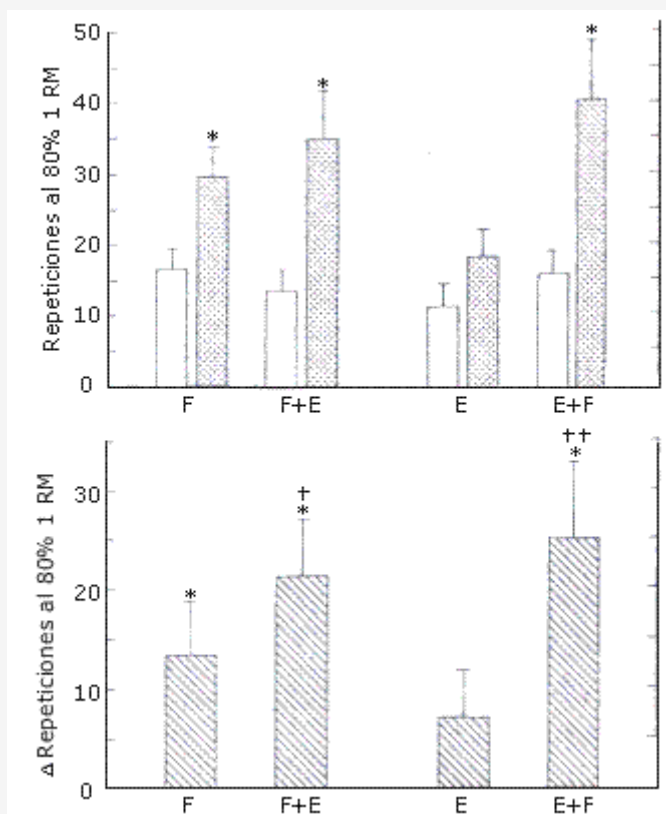 Repeticiones al 80% 1 RM
50
40
30
20
10
0
*
*
*
F
F+E
E
E+F
Δ Repeticiones al 80% 1 RM
30
20
10
0
*
†
*
††
*
F
F+E
E
E+F